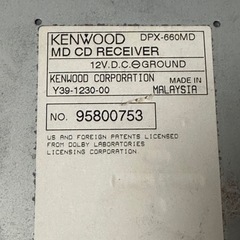 KENWOOD DPX-660MD
MD CD RECEIVER
12V.D.C.⊖GROUND
KENWOOD CORPORATION MADE IN
Y39-1230-00 MALAYSIA
NO. 95800753
U.S. AND FOREIGN PATENTS LICENSED
FROM DOLBY LABORATORIES
LICENSING CORPORATION.